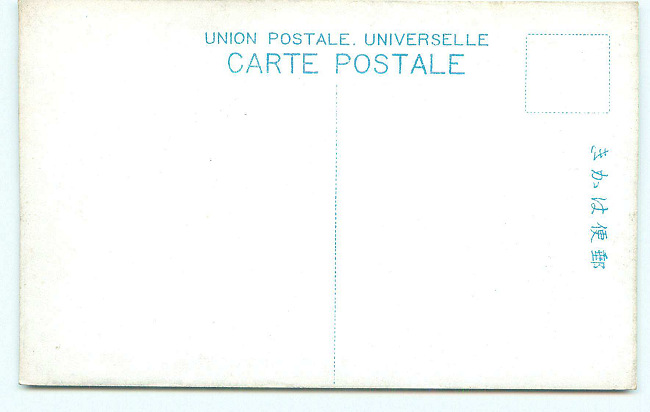 UNION POSTALE. UNIVERSELLE
CARTE POSTALE
郵便はかき